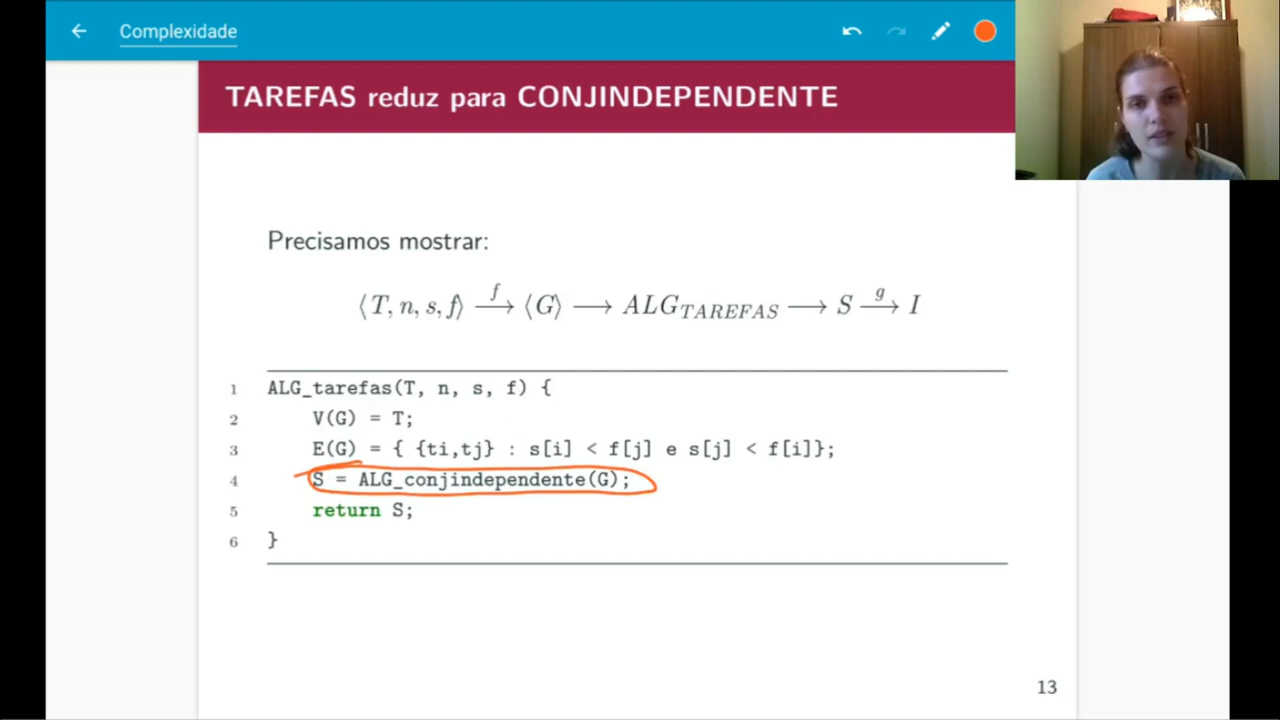 Complexidade
TAREFAS reduz para CONJINDEPENDENTE
Precisamos mostrar:
⟨T, n, s, f⟩ —f→ ⟨G⟩ ⟶ ALG_TAREFAS ⟶ S —g→ I
1 ALG_tarefas(T, n, s, f) {
2 V(G) = T;
3 E(G) = { {ti,tj} : s[i] < f[j] e s[j] < f[i]};
4 S = ALG_conjindependente(G);
5 return S;
6 }
13